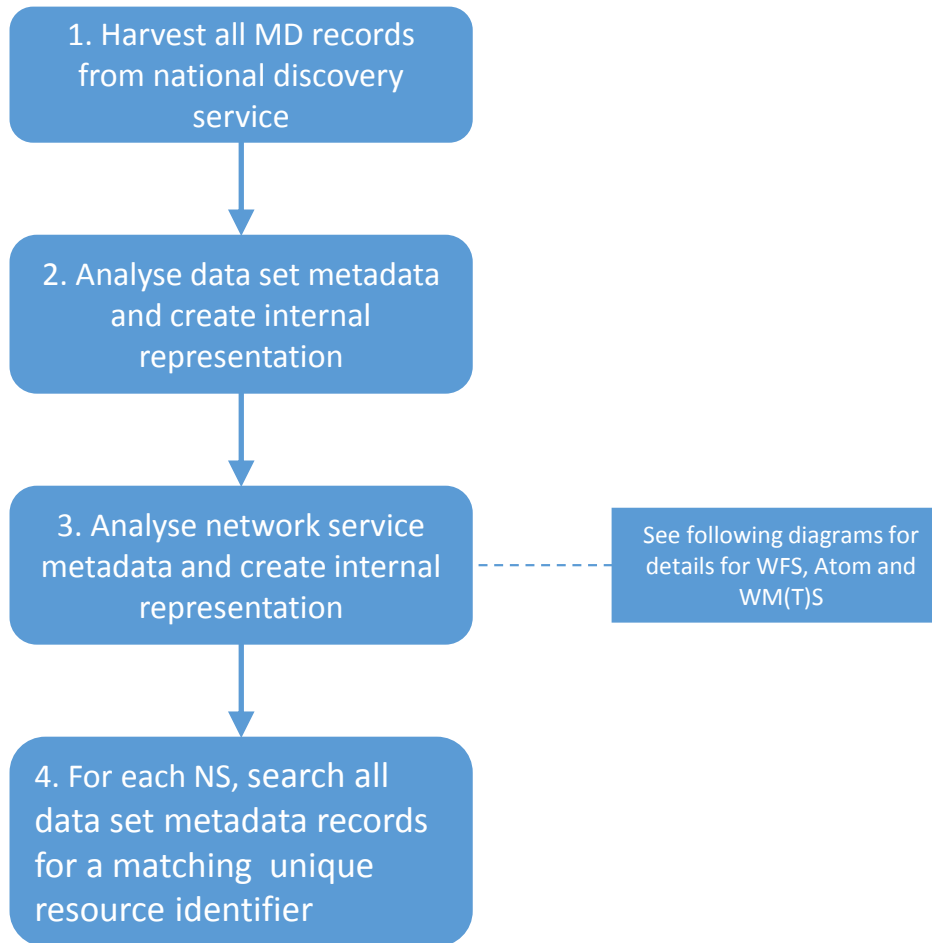 1. Harvest all MD records
from national discovery
service
2. Analyse data set metadata
and create internal
representation
3. Analyse network service
metadata and create internal
representation
See following diagrams for
details for WFS, Atom and
WM(T)S
4. For each NS, search all
data set metadata records
for a matching  unique
resource identifier